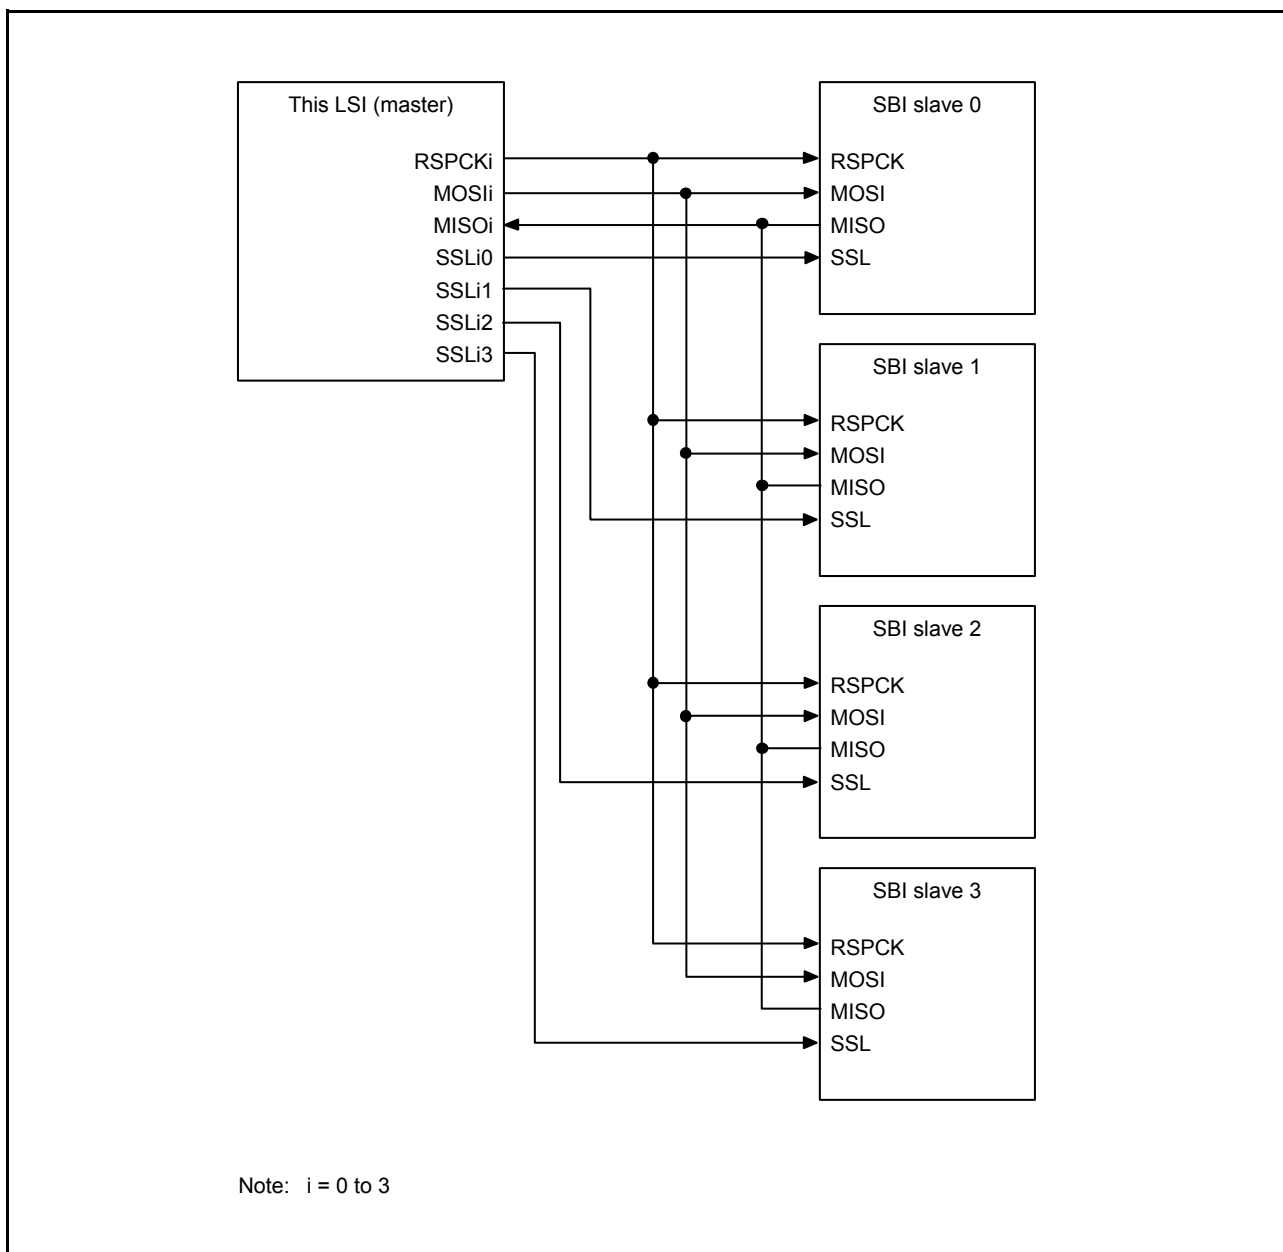 This LSI (master)
RSPCKi
MOSIi
MISOi
SSLi0
SSLi1
SSLi2
SSLi3
SBI slave 0
RSPCK
MOSI
MISO
SSL
SBI slave 1
RSPCK
MOSI
MISO
SSL
SBI slave 2
RSPCK
MOSI
MISO
SSL
SBI slave 3
RSPCK
MOSI
MISO
SSL
Note: i = 0 to 3